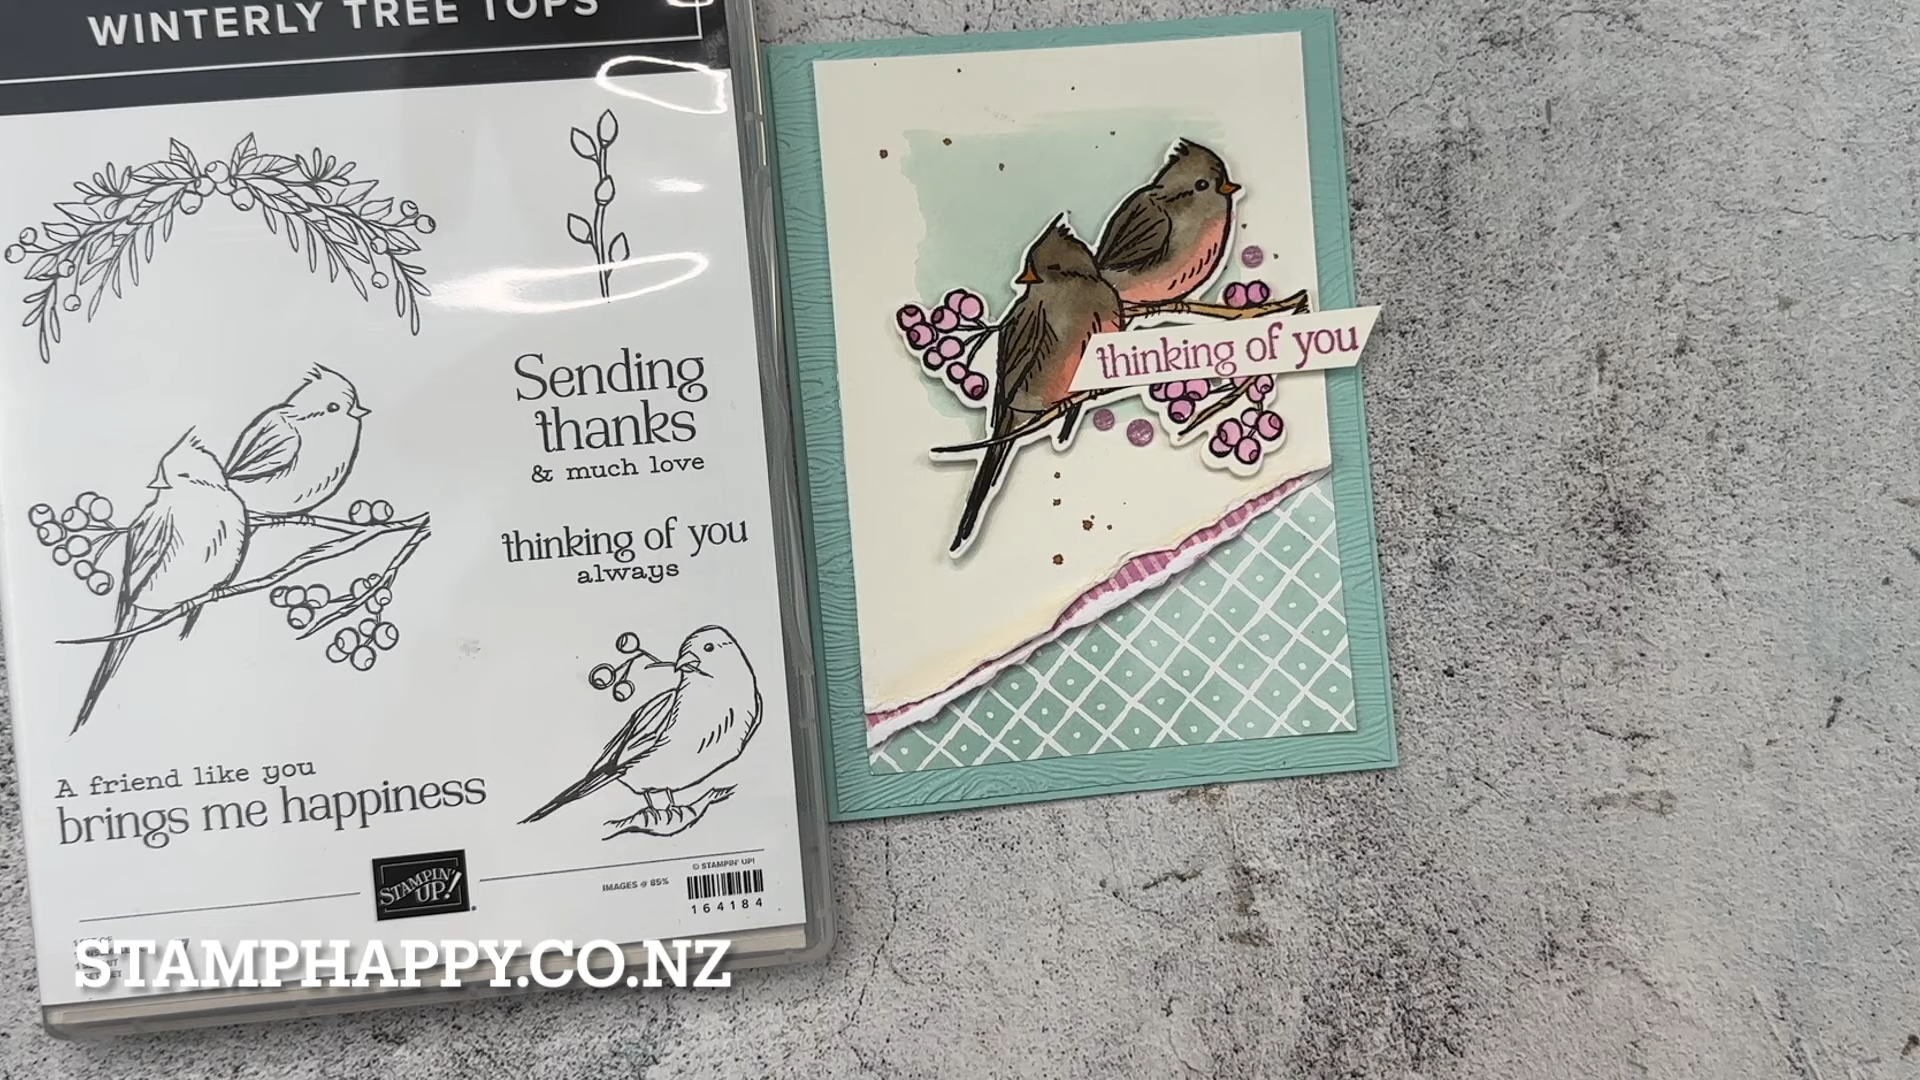 WINTERLY TREE TOPS
Sending
thanks
& much love
thinking of you
always
A friend like you
brings me happiness
STAMPIN' UP!
IMAGES @ 85%
© STAMPIN' UP!
164184
thinking of you
STAMPHAPPY.CO.NZ